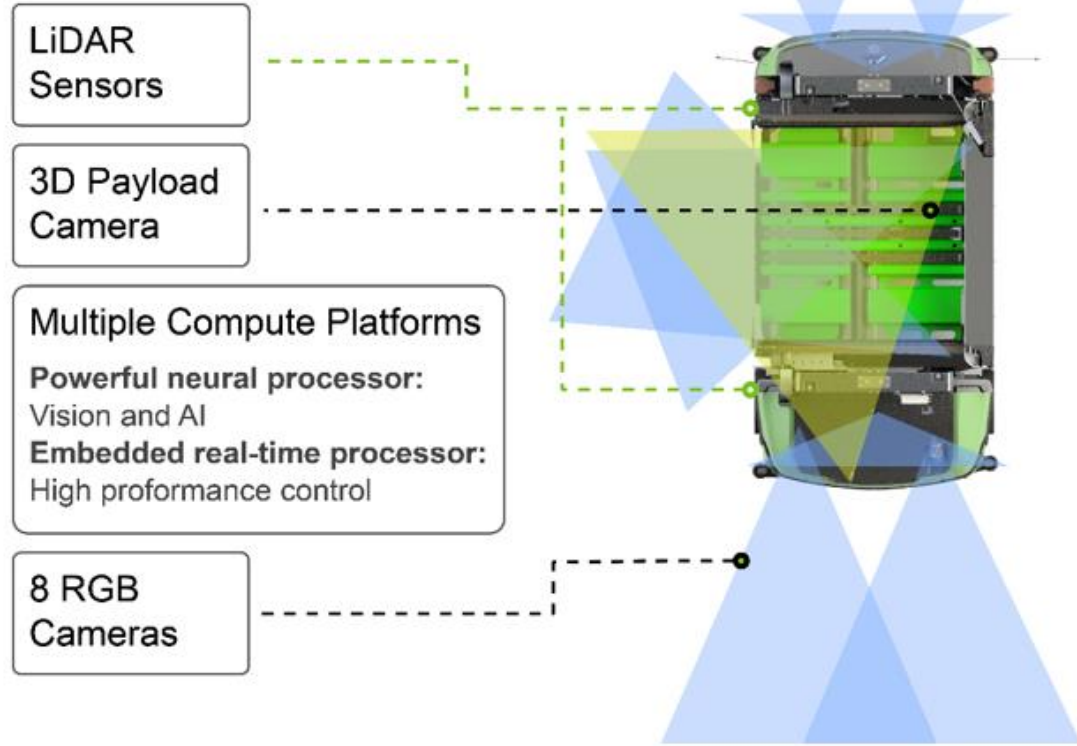 LiDAR
Sensors
3D Payload
Camera
Multiple Compute Platforms
Powerful neural processor:
Vision and AI
Embedded real-time processor:
High proformance control
8 RGB
Cameras